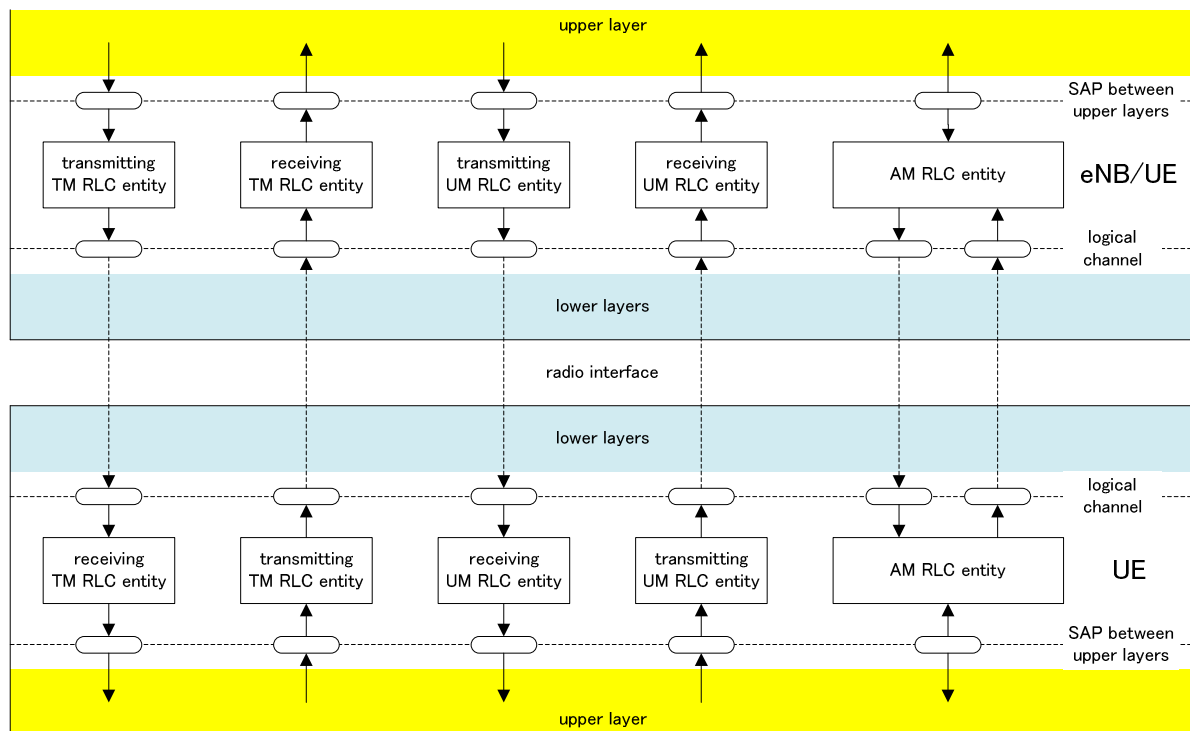 upper layer
SAP between
upper layers
transmitting
TM RLC entity
receiving
TM RLC entity
transmitting
UM RLC entity
receiving
UM RLC entity
AM RLC entity
eNB/UE
logical
channel
lower layers
radio interface
lower layers
logical
channel
receiving
TM RLC entity
transmitting
TM RLC entity
receiving
UM RLC entity
transmitting
UM RLC entity
AM RLC entity
UE
SAP between
upper layers
upper layer